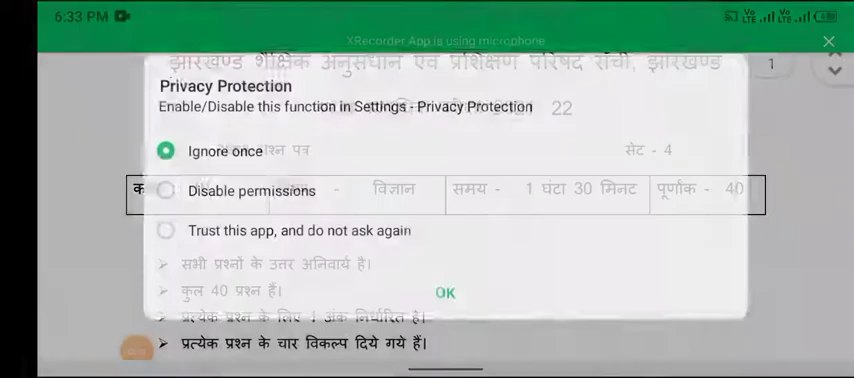 6:33 PM
XRecorder App is using microphone
झारखण्ड शैक्षिक अनुसंधान एवं प्रशिक्षण परिषद राँची, झारखण्ड
1
Privacy Protection
Enable/Disable this function in Settings - Privacy Protection 22
Ignore once प्रश्न पत्र सेट - 4
Disable permissions - विज्ञान समय - 1 घंटा 30 मिनट पूर्णांक - 40
Trust this app, and do not ask again
सभी प्रश्नों के उत्तर अनिवार्य है।
कुल 40 प्रश्न हैं।
OK
प्रत्येक प्रश्न के लिए 1 अंक निर्धारित है।
प्रत्येक प्रश्न के चार विकल्प दिये गये हैं।